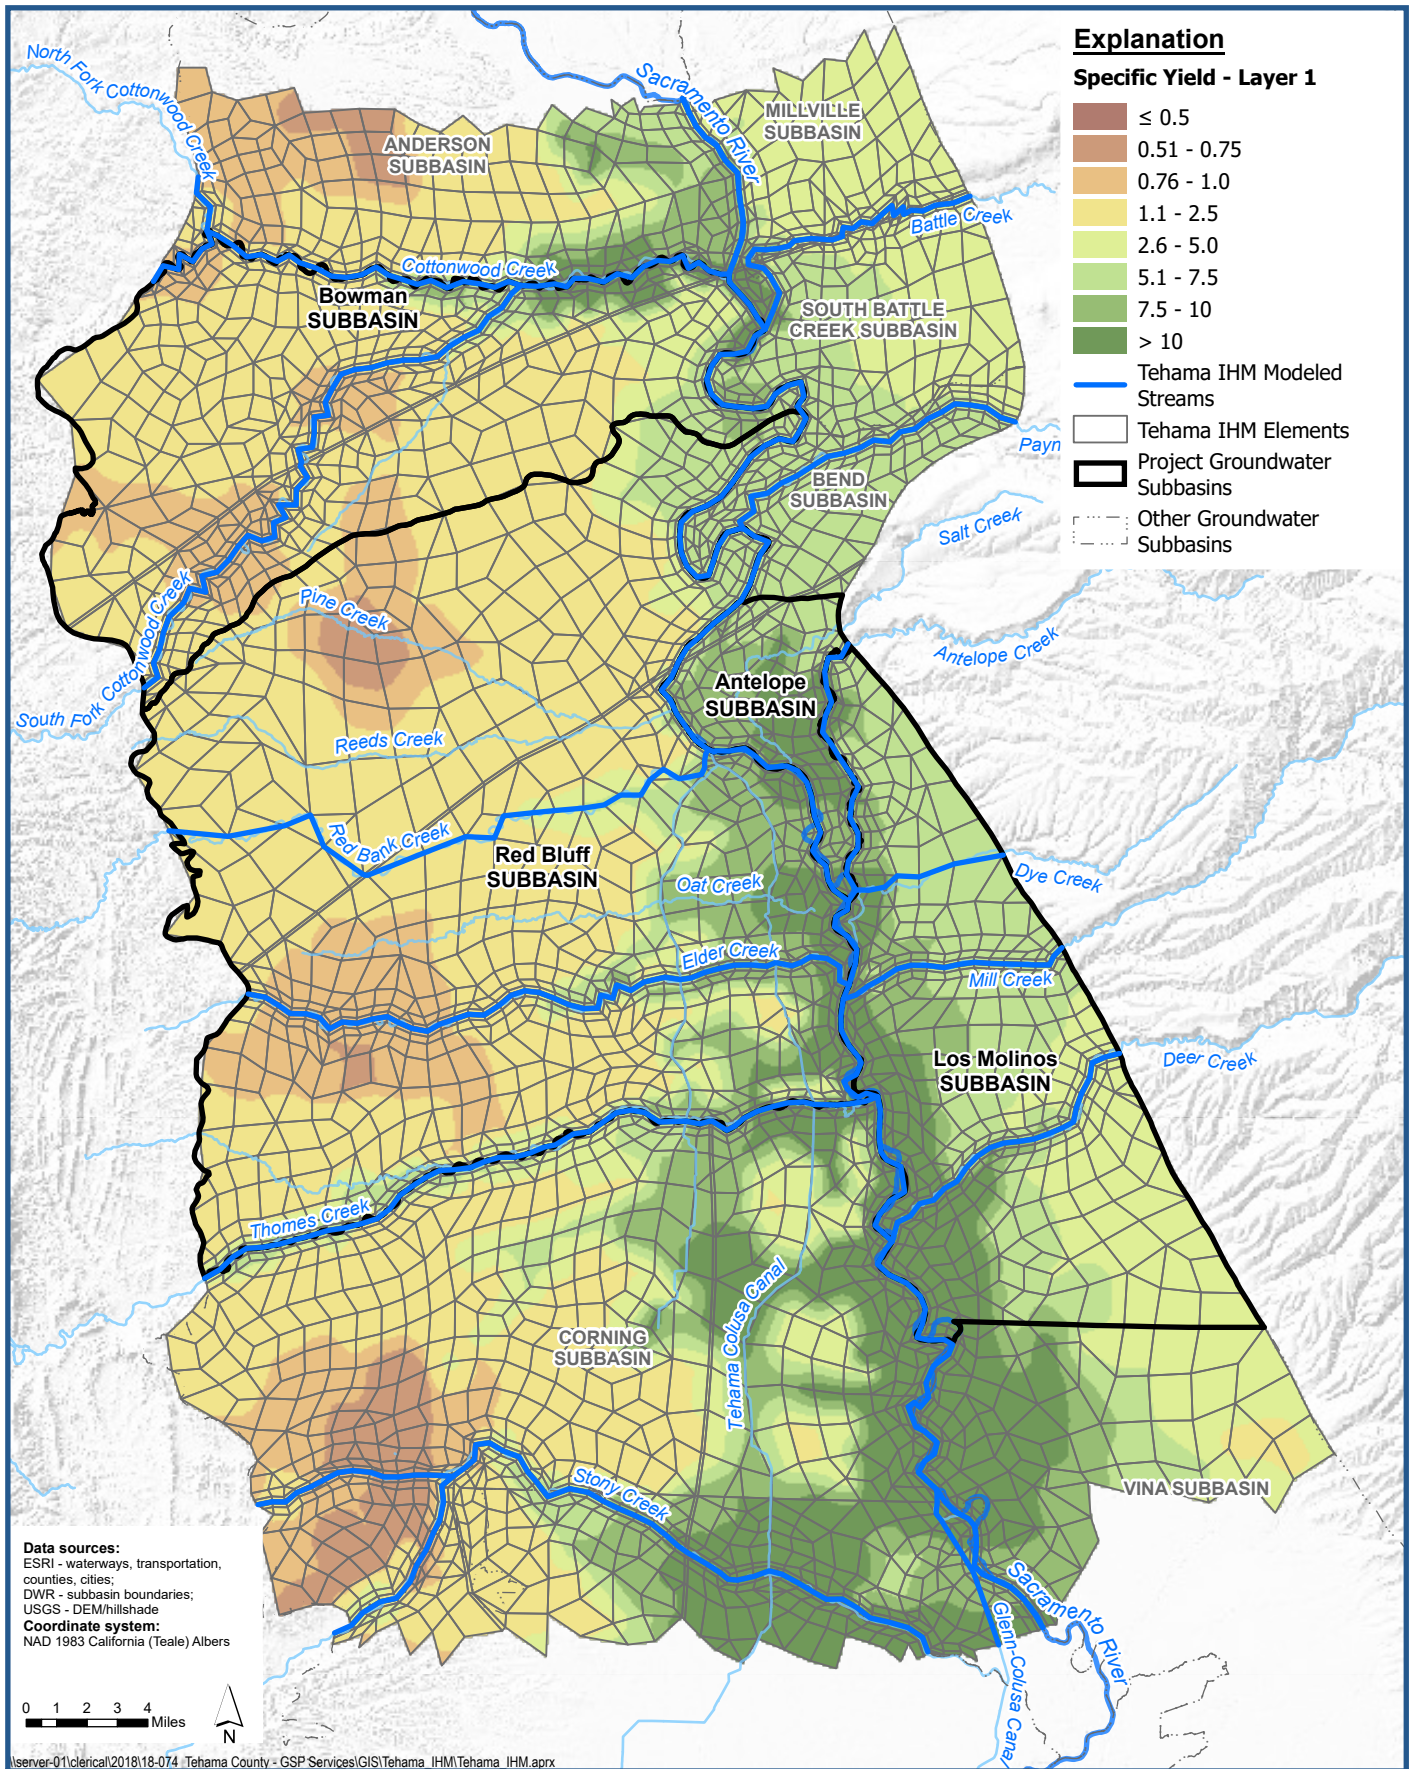 Explanation
Specific Yield - Layer 1
≤ 0.5
0.51 - 0.75
0.76 - 1.0
1.1 - 2.5
2.6 - 5.0
5.1 - 7.5
7.5 - 10
> 10
Tehama IHM Modeled
Streams
Tehama IHM Elements
Project Groundwater
Subbasins
Other Groundwater
Subbasins
North Fork Cottonwood Creek
Sacramento River
MILLVILLE
SUBBASIN
ANDERSON
SUBBASIN
Battle Creek
Cottonwood Creek
Bowman
SUBBASIN
SOUTH BATTLE
CREEK SUBBASIN
Payn
BEND
SUBBASIN
Salt Creek
Pine Creek
Antelope Creek
South Fork Cottonwood Creek
Antelope
SUBBASIN
Reeds Creek
Red Bank Creek
Red Bluff
SUBBASIN
Oat Creek
Dye Creek
Elder Creek
Mill Creek
Los Molinos
SUBBASIN
Deer Creek
Thomes Creek
Tehama Colusa Canal
CORNING
SUBBASIN
Stony Creek
VINA SUBBASIN
Sacramento River
Glenn-Colusa Canal
Data sources:
ESRI - waterways, transportation,
counties, cities;
DWR - subbasin boundaries;
USGS - DEM/hillshade
Coordinate system:
NAD 1983 California (Teale) Albers
0 1 2 3 4
Miles
N
\\server-01\clerical\2018\18-074 Tehama County - GSP Services\GIS\Tehama_IHM\Tehama_IHM.aprx